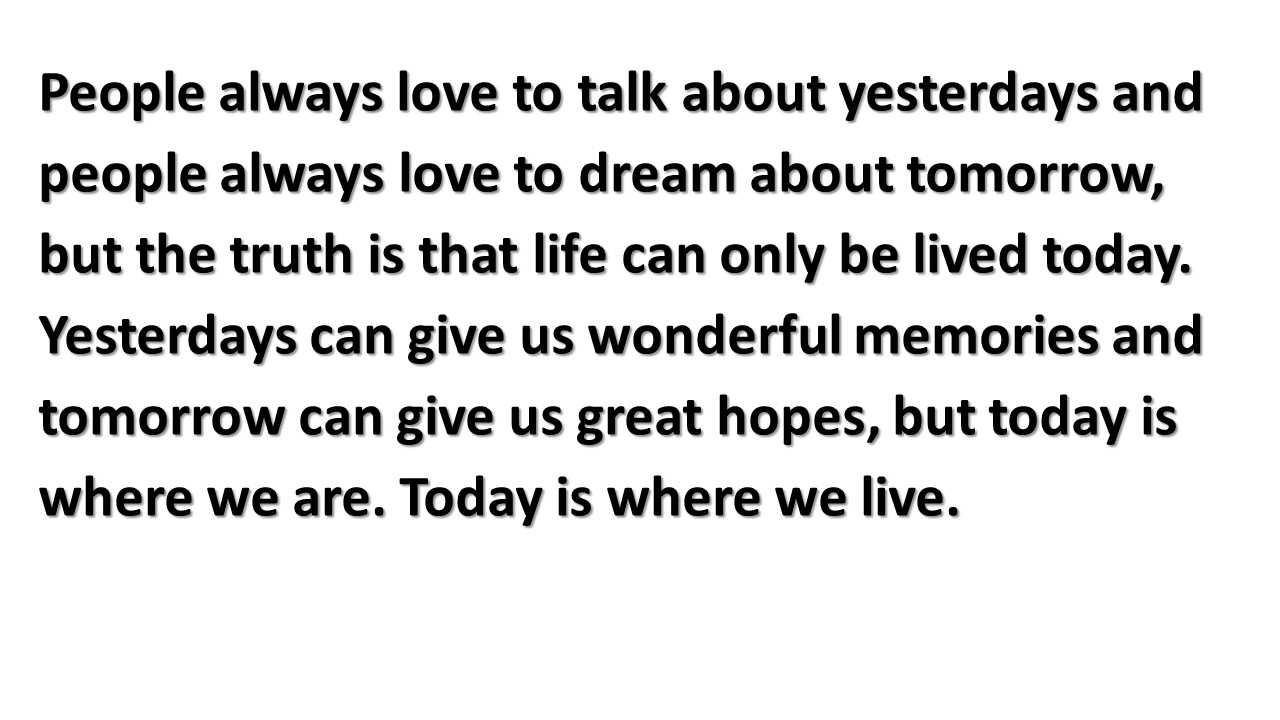 People always love to talk about yesterdays and
people always love to dream about tomorrow,
but the truth is that life can only be lived today.
Yesterdays can give us wonderful memories and
tomorrow can give us great hopes, but today is
where we are. Today is where we live.